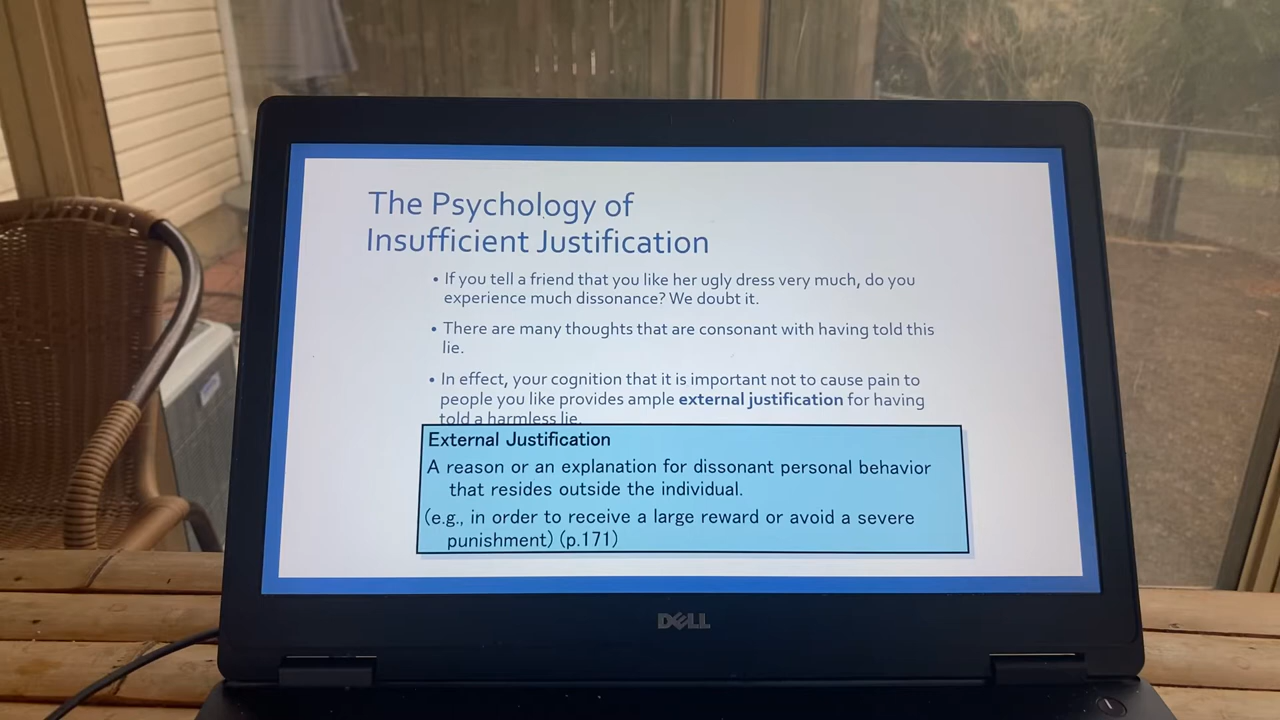 The Psychology of
Insufficient Justification
• If you tell a friend that you like her ugly dress very much, do you
experience much dissonance? We doubt it.
• There are many thoughts that are consonant with having told this
lie.
• In effect, your cognition that it is important not to cause pain to
people you like provides ample external justification for having
told a harmless lie.
External Justification
A reason or an explanation for dissonant personal behavior
that resides outside the individual.
(e.g., in order to receive a large reward or avoid a severe
punishment) (p.171)
DELL